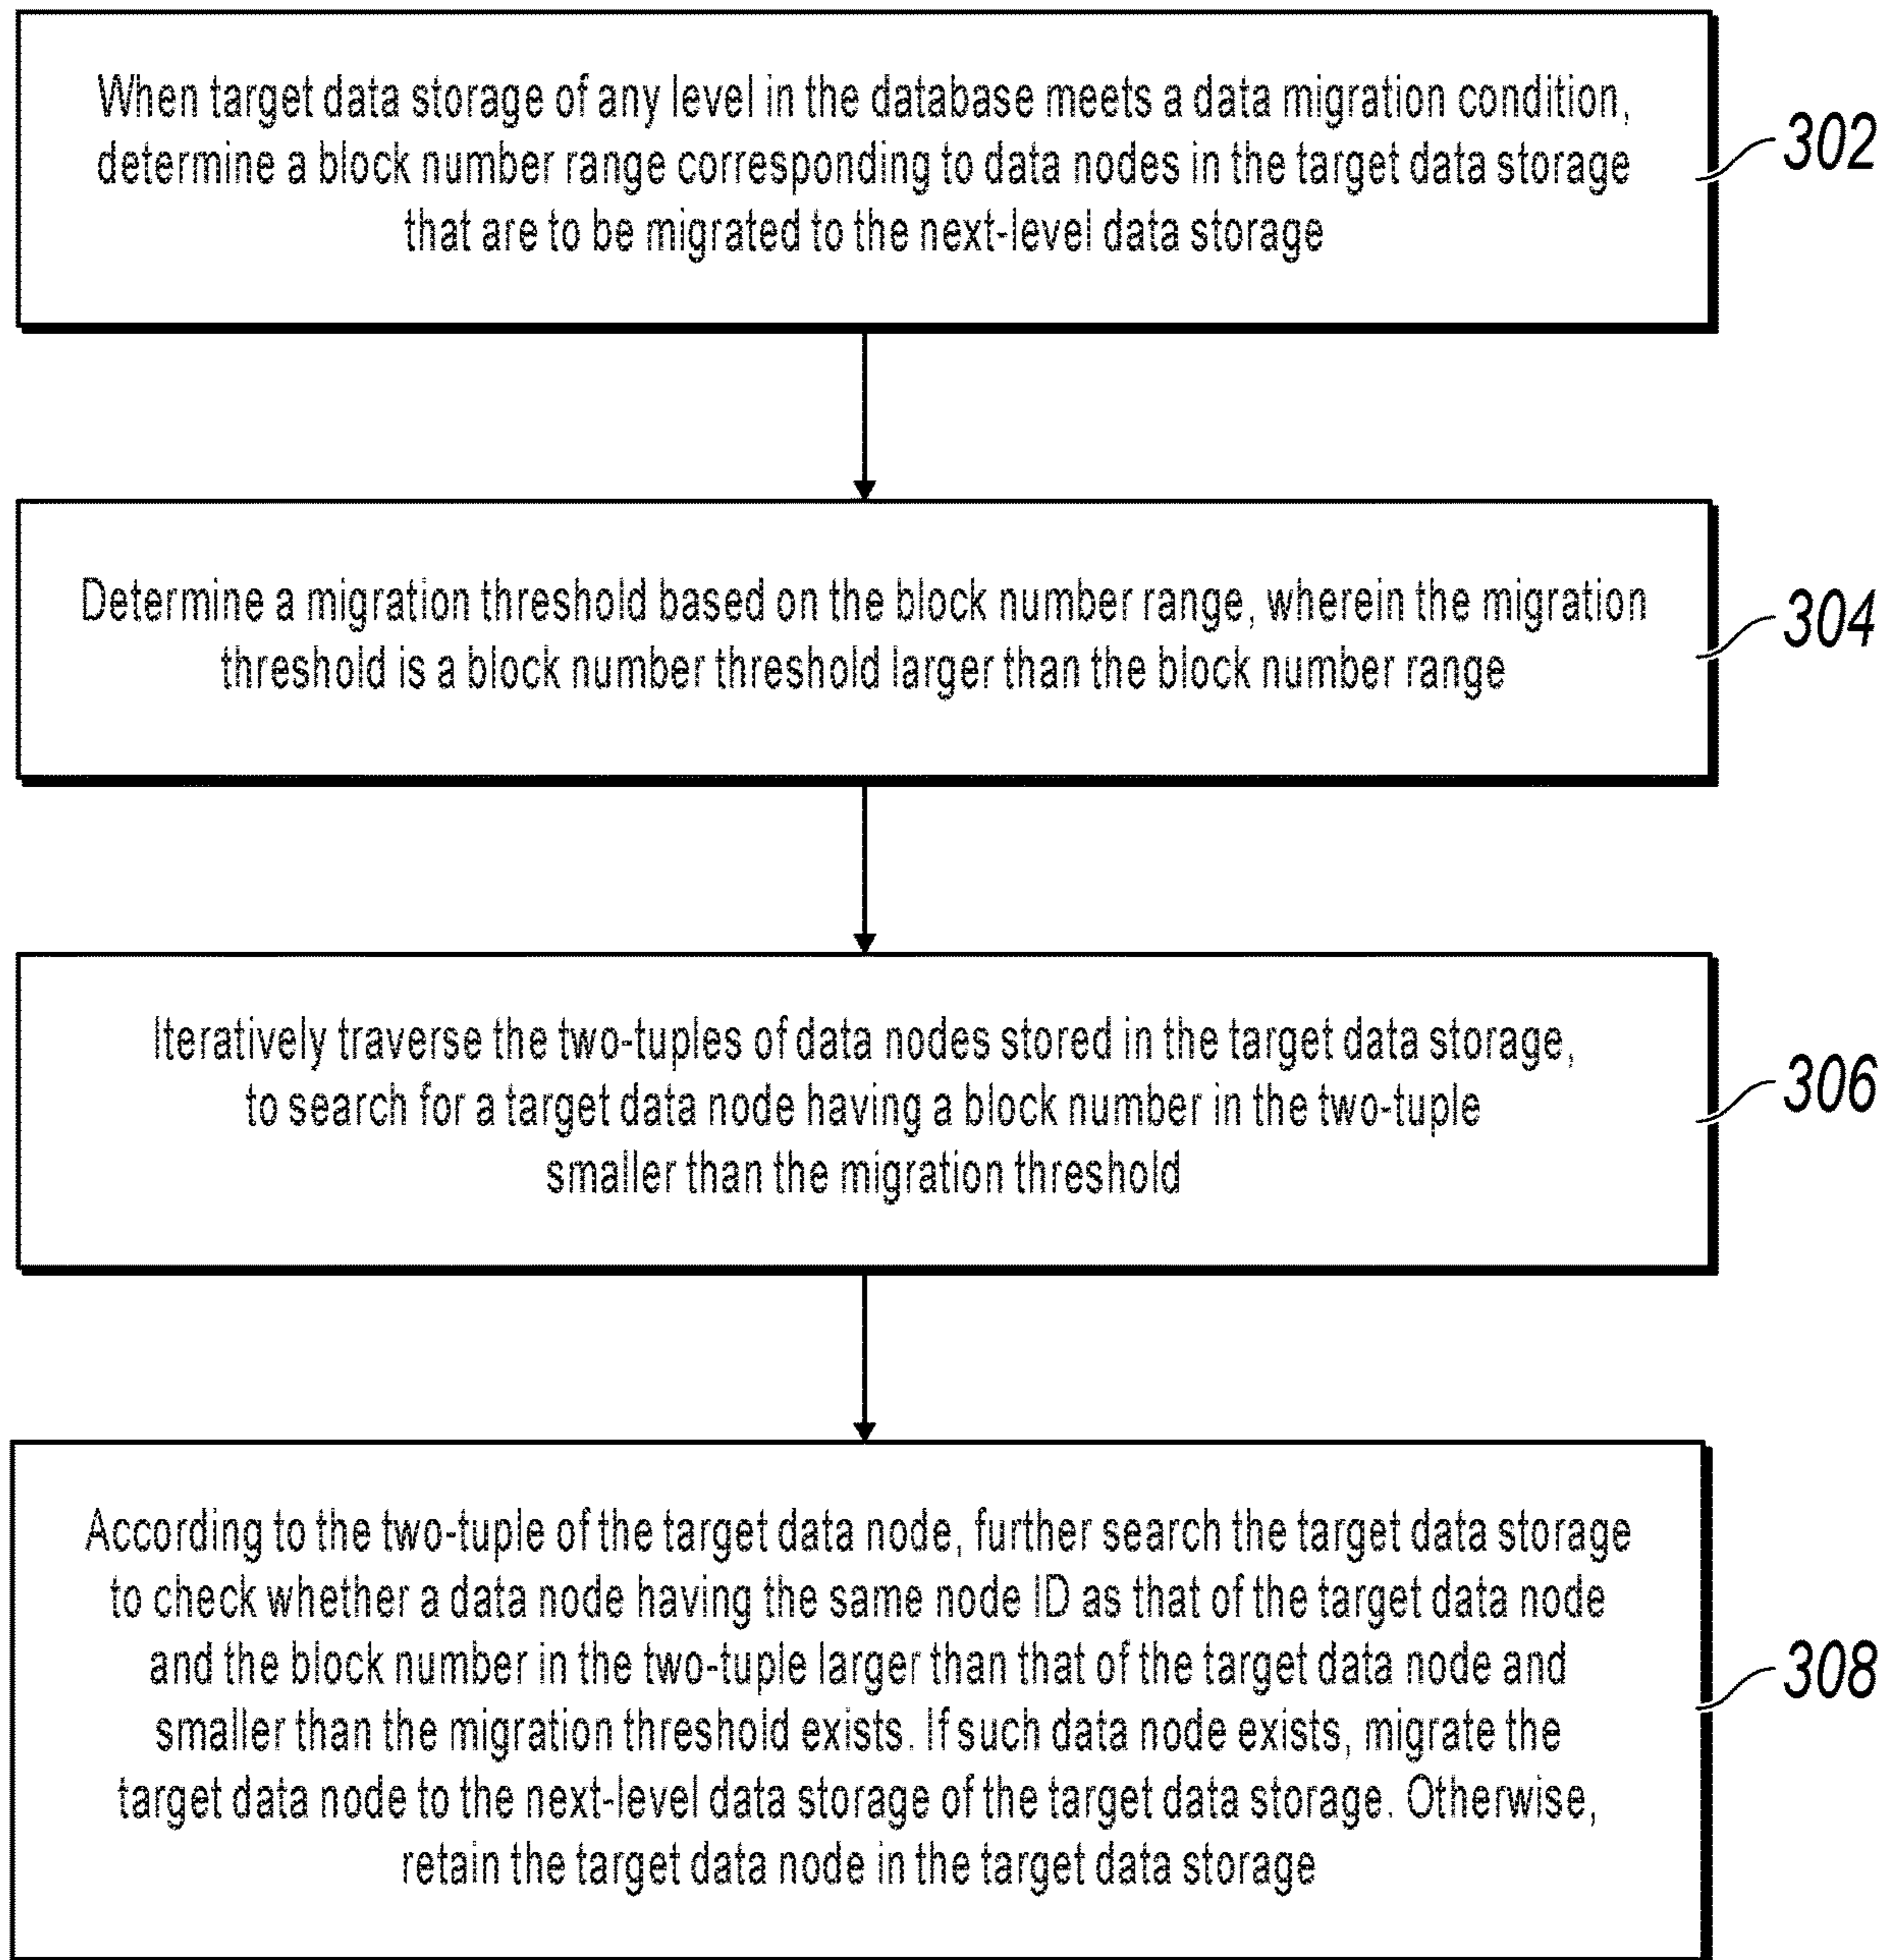 When target data storage of any level in the database meets a data migration condition,
determine a block number range corresponding to data nodes in the target data storage
that are to be migrated to the next-level data storage
302
Determine a migration threshold based on the block number range, wherein the migration
threshold is a block number threshold larger than the block number range
304
Iteratively traverse the two-tuples of data nodes stored in the target data storage,
to search for a target data node having a block number in the two-tuple
smaller than the migration threshold
306
According to the two-tuple of the target data node, further search the target data storage
to check whether a data node having the same node ID as that of the target data node
and the block number in the two-tuple larger than that of the target data node and
smaller than the migration threshold exists. If such data node exists, migrate the
target data node to the next-level data storage of the target data storage. Otherwise,
retain the target data node in the target data storage
308